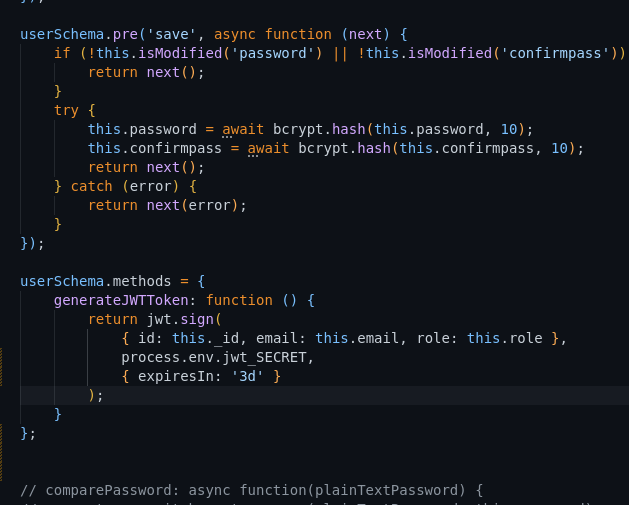 });
userSchema.pre('save', async function (next) {
    if (!this.isModified('password') || !this.isModified('confirmpass'))
        return next();
    }
    try {
        this.password = await bcrypt.hash(this.password, 10);
        this.confirmpass = await bcrypt.hash(this.confirmpass, 10);
        return next();
    } catch (error) {
        return next(error);
    }
});
userSchema.methods = {
    generateJWTToken: function () {
        return jwt.sign(
            { id: this._id, email: this.email, role: this.role },
            process.env.jwt_SECRET,
            { expiresIn: '3d' }
        );
    }
};
// comparePassword: async function(plainTextPassword) {